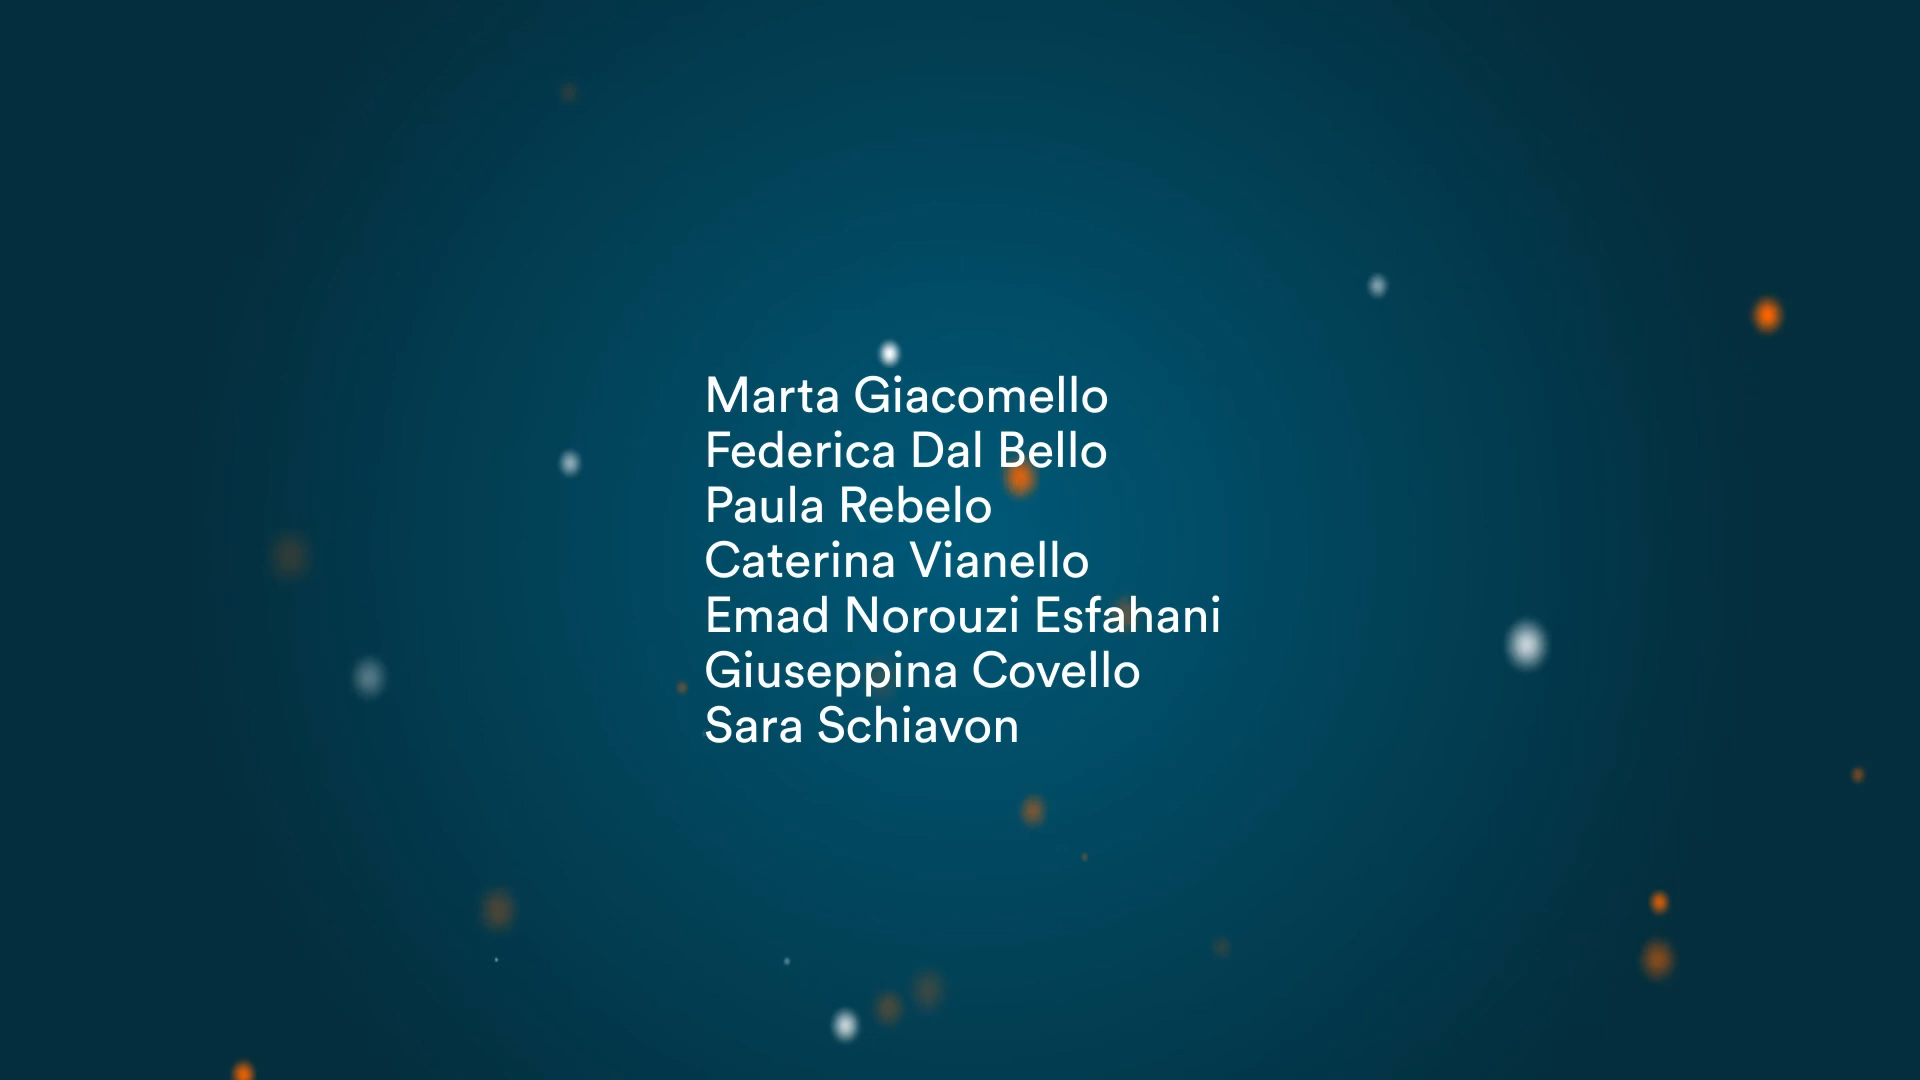 Marta Giacomello
Federica Dal Bello
Paula Rebelo
Caterina Vianello
Emad Norouzi Esfahani
Giuseppina Covello
Sara Schiavon